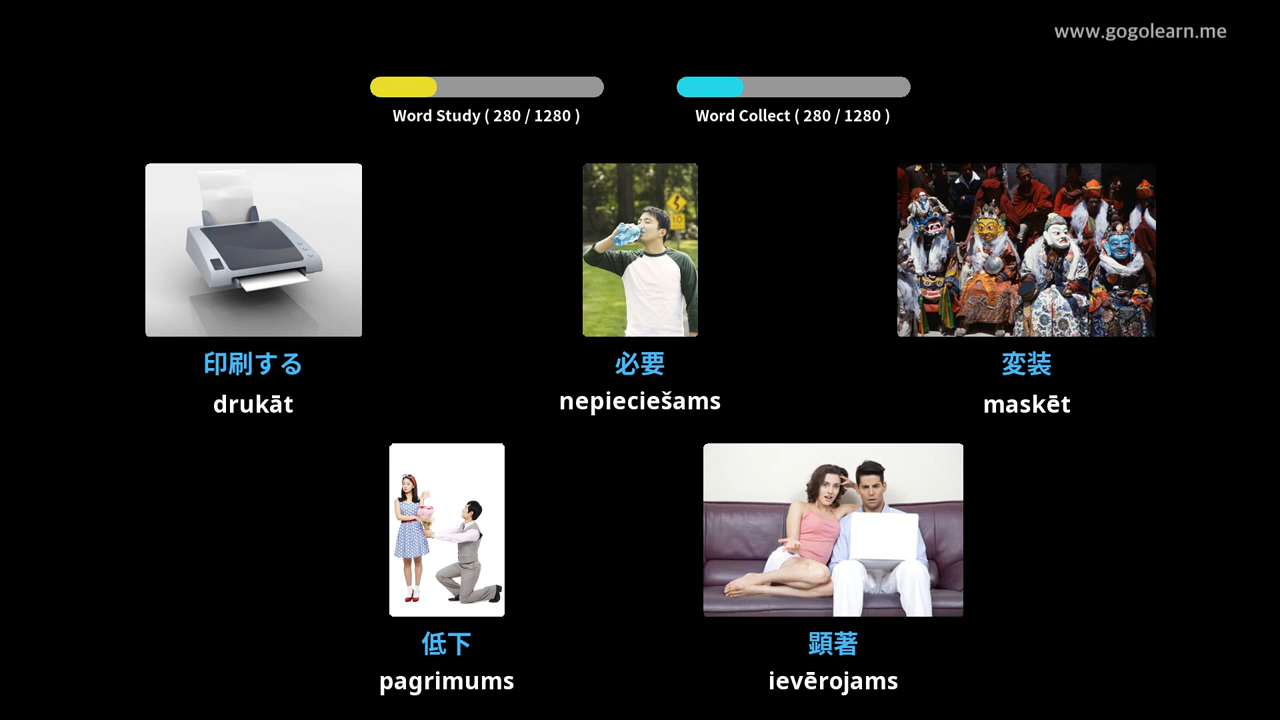 www.gogolearn.me
Word Study ( 280 / 1280 )
Word Collect ( 280 / 1280 )
印刷する
drukāt
必要
nepieciešams
変装
maskēt
低下
pagrimums
顕著
ievērojams